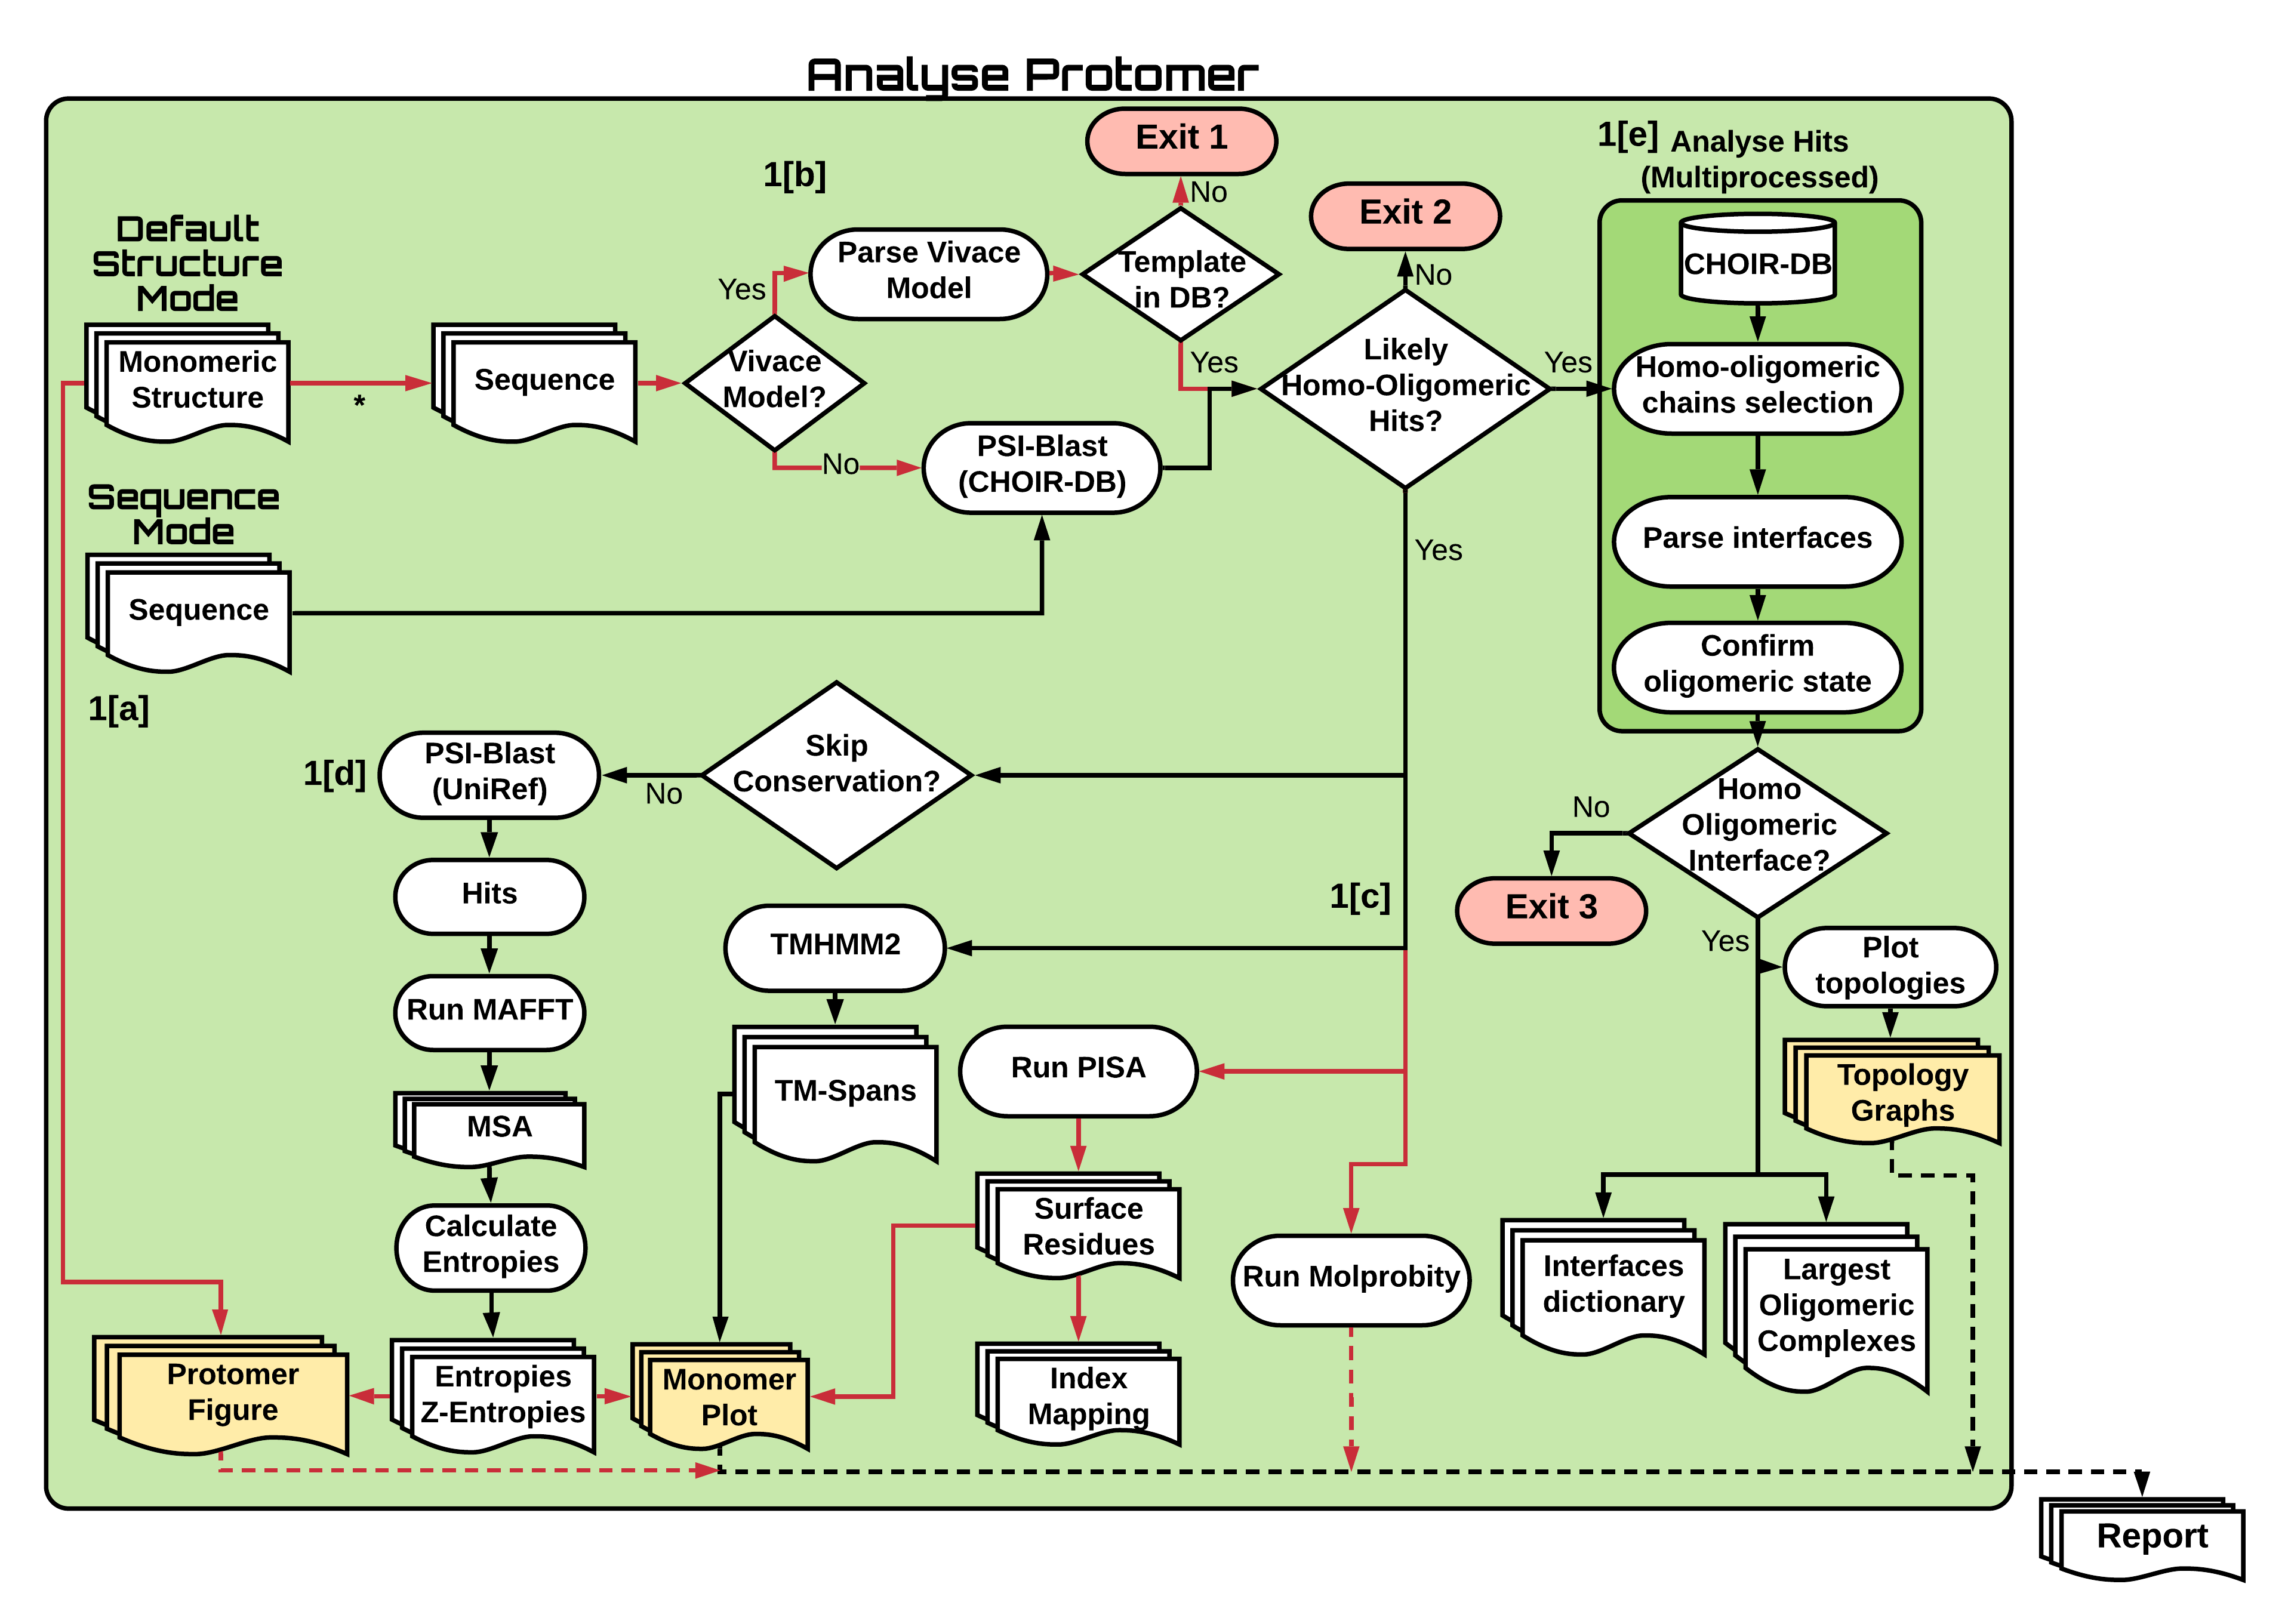 Analyse Protomer
Exit 1
1[e]
Analyse Hits
(Multiprocessed)
1[b]
No
Exit 2
Default
Structure
Mode
Parse Vivace
Model
Template
in DB?
No
CHOIR-DB
Yes
Monomeric
Structure
*
Sequence
Vivace
Model?
Yes
Likely
Homo-Oligomeric
Hits?
Yes
Homo-oligomeric
chains selection
No
PSI-Blast
(CHOIR-DB)
Sequence
Mode
Sequence
Yes
Parse interfaces
Confirm
oligomeric state
1[a]
1[d]
PSI-Blast
(UniRef)
No
Skip
Conservation?
Homo
Oligomeric
Interface?
No
Hits
1[c]
Exit 3
TMHMM2
Yes
Plot
topologies
Run MAFFT
TM-Spans
Run PISA
Topology
Graphs
MSA
Surface
Residues
Calculate
Entropies
Run Molprobity
Interfaces
dictionary
Largest
Oligomeric
Complexes
Protomer
Figure
Entropies
Z-Entropies
Monomer
Plot
Index
Mapping
Report